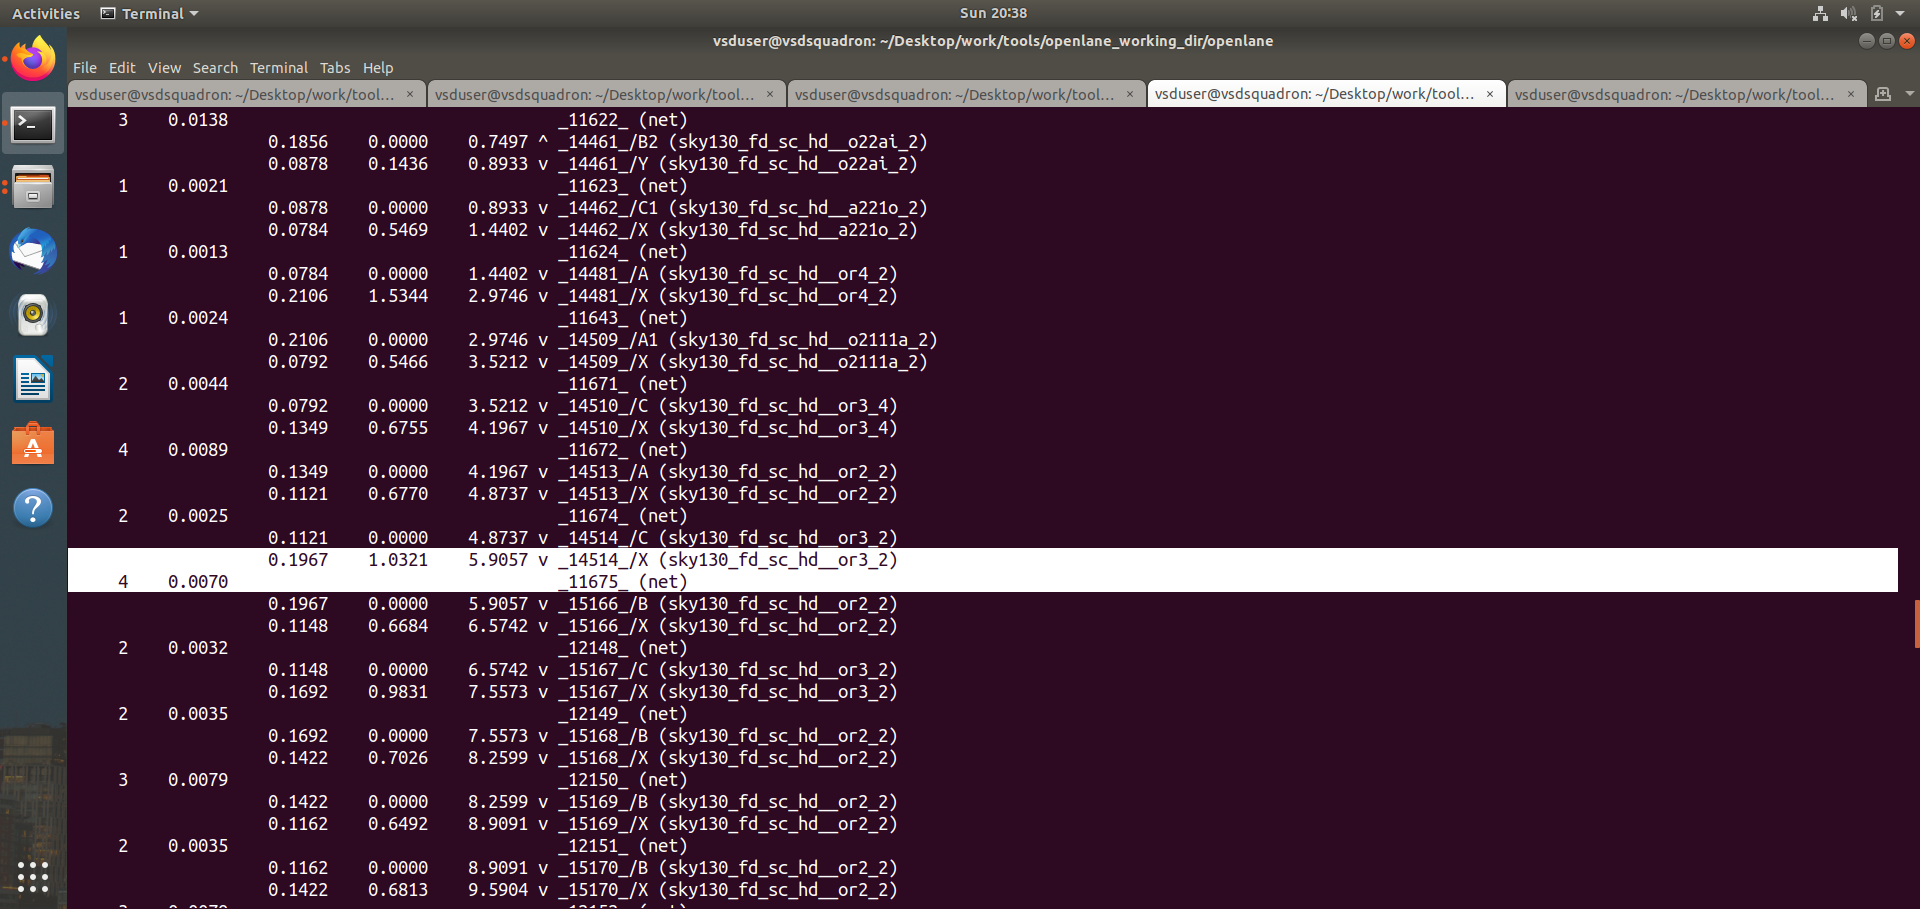 Activities Terminal Sun 20:38
vsduser@vsdsquadron: ~/Desktop/work/tools/openlane_working_dir/openlane
File Edit View Search Terminal Tabs Help
vsduser@vsdsquadron: ~/Desktop/work/tool... × vsduser@vsdsquadron: ~/Desktop/work/tool... × vsduser@vsdsquadron: ~/Desktop/work/tool... × vsduser@vsdsquadron: ~/Desktop/work/tool... × vsduser@vsdsquadron: ~/Desktop/work/tool... ×
3 0.0138 _11622_ (net)
0.1856 0.0000 0.7497 ^ _14461_/B2 (sky130_fd_sc_hd__o22ai_2)
0.0878 0.1436 0.8933 v _14461_/Y (sky130_fd_sc_hd__o22ai_2)
1 0.0021 _11623_ (net)
0.0878 0.0000 0.8933 v _14462_/C1 (sky130_fd_sc_hd__a221o_2)
0.0784 0.5469 1.4402 v _14462_/X (sky130_fd_sc_hd__a221o_2)
1 0.0013 _11624_ (net)
0.0784 0.0000 1.4402 v _14481_/A (sky130_fd_sc_hd__or4_2)
0.2106 1.5344 2.9746 v _14481_/X (sky130_fd_sc_hd__or4_2)
1 0.0024 _11643_ (net)
0.2106 0.0000 2.9746 v _14509_/A1 (sky130_fd_sc_hd__o2111a_2)
0.0792 0.5466 3.5212 v _14509_/X (sky130_fd_sc_hd__o2111a_2)
2 0.0044 _11671_ (net)
0.0792 0.0000 3.5212 v _14510_/C (sky130_fd_sc_hd__or3_4)
0.1349 0.6755 4.1967 v _14510_/X (sky130_fd_sc_hd__or3_4)
4 0.0089 _11672_ (net)
0.1349 0.0000 4.1967 v _14513_/A (sky130_fd_sc_hd__or2_2)
0.1121 0.6770 4.8737 v _14513_/X (sky130_fd_sc_hd__or2_2)
2 0.0025 _11674_ (net)
0.1121 0.0000 4.8737 v _14514_/C (sky130_fd_sc_hd__or3_2)
0.1967 1.0321 5.9057 v _14514_/X (sky130_fd_sc_hd__or3_2)
4 0.0070 _11675_ (net)
0.1967 0.0000 5.9057 v _15166_/B (sky130_fd_sc_hd__or2_2)
0.1148 0.6684 6.5742 v _15166_/X (sky130_fd_sc_hd__or2_2)
2 0.0032 _12148_ (net)
0.1148 0.0000 6.5742 v _15167_/C (sky130_fd_sc_hd__or3_2)
0.1692 0.9831 7.5573 v _15167_/X (sky130_fd_sc_hd__or3_2)
2 0.0035 _12149_ (net)
0.1692 0.0000 7.5573 v _15168_/B (sky130_fd_sc_hd__or2_2)
0.1422 0.7026 8.2599 v _15168_/X (sky130_fd_sc_hd__or2_2)
3 0.0079 _12150_ (net)
0.1422 0.0000 8.2599 v _15169_/B (sky130_fd_sc_hd__or2_2)
0.1162 0.6492 8.9091 v _15169_/X (sky130_fd_sc_hd__or2_2)
2 0.0035 _12151_ (net)
0.1162 0.0000 8.9091 v _15170_/B (sky130_fd_sc_hd__or2_2)
0.1422 0.6813 9.5904 v _15170_/X (sky130_fd_sc_hd__or2_2)